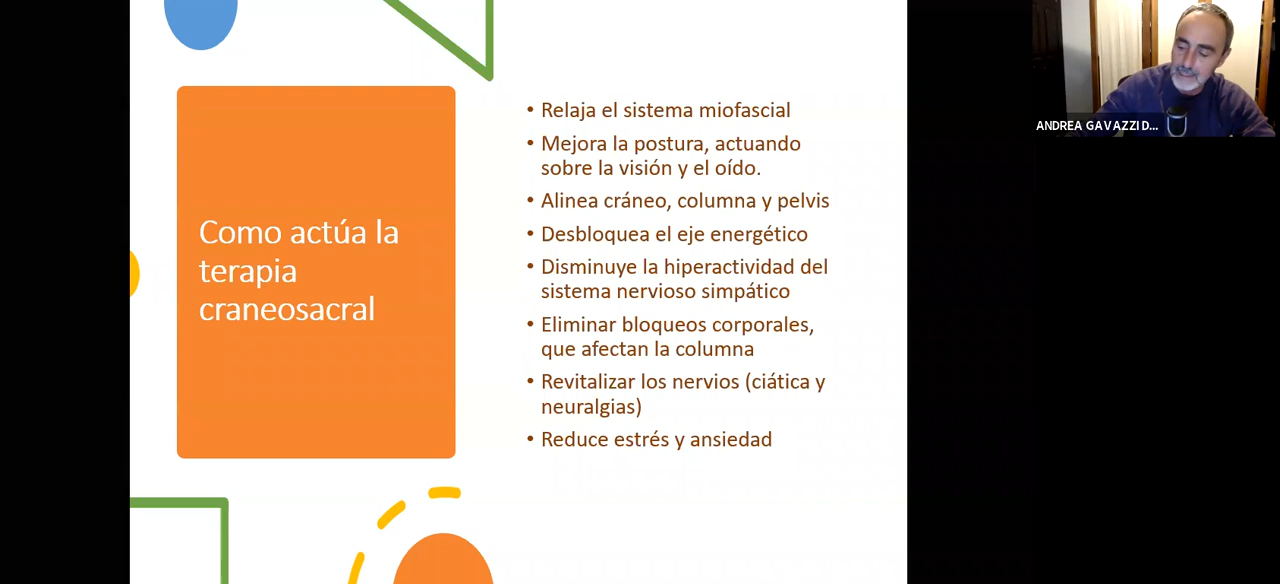 Como actúa la
terapia
craneosacral
• Relaja el sistema miofascial
• Mejora la postura, actuando
sobre la visión y el oído.
• Alinea cráneo, columna y pelvis
• Desbloquea el eje energético
• Disminuye la hiperactividad del
sistema nervioso simpático
• Eliminar bloqueos corporales,
que afectan la columna
• Revitalizar los nervios (ciática y
neuralgias)
• Reduce estrés y ansiedad
ANDREA GAVAZZI D...